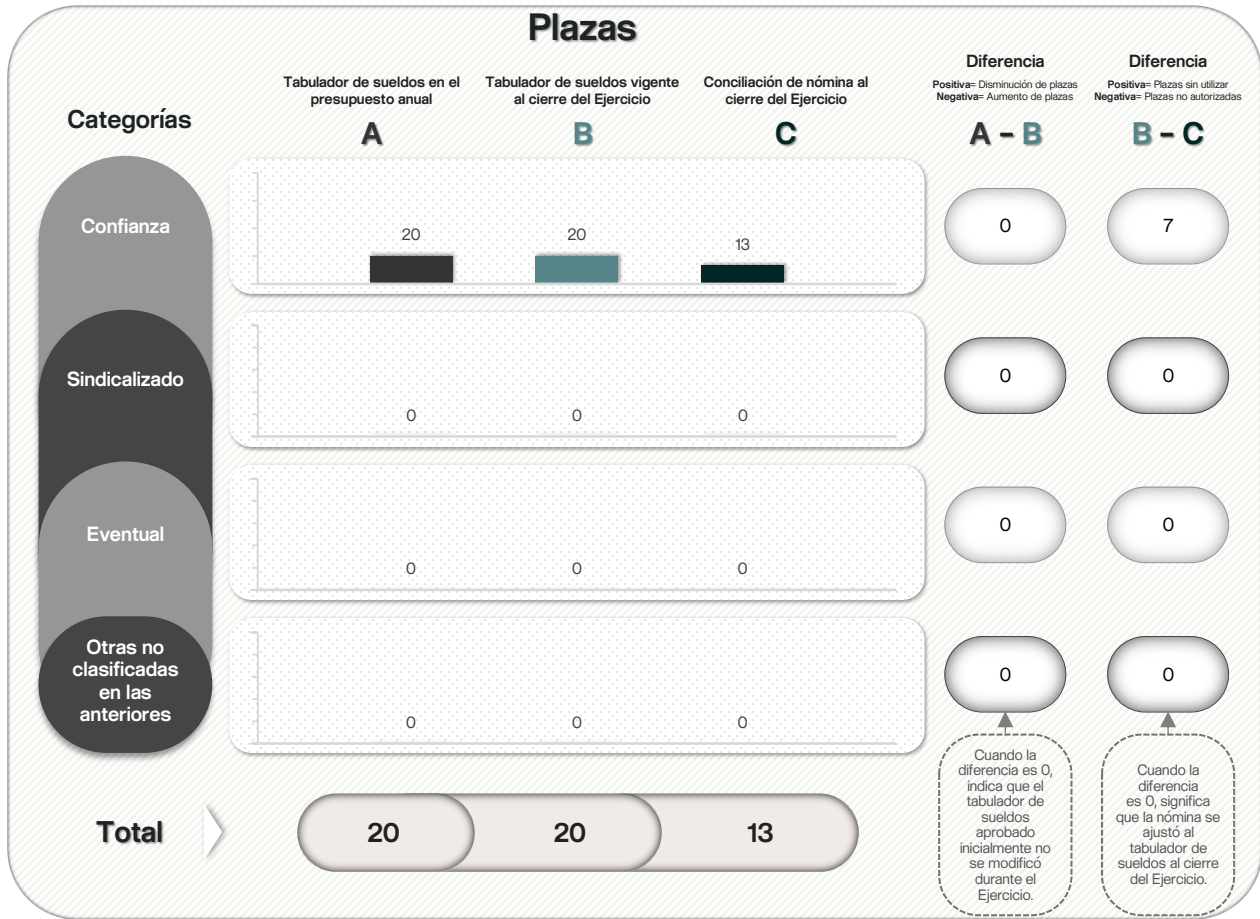 Plazas
Categorías
Tabulador de sueldos en el
presupuesto anual
A
Tabulador de sueldos vigente
al cierre del Ejercicio
B
Conciliación de nómina al
cierre del Ejercicio
C
Diferencia
Positiva= Disminución de plazas
Negativa= Aumento de plazas
A – B
Diferencia
Positiva= Plazas sin utilizar
Negativa= Plazas no autorizadas
B – C
Confianza
20
20
13
0
7
Sindicalizado
0
0
0
0
0
Eventual
0
0
0
0
0
Otras no
clasificadas
en las
anteriores
0
0
0
0
0
Total
20
20
13
Cuando la
diferencia es 0,
indica que el
tabulador de
sueldos
aprobado
inicialmente no
se modificó
durante el
Ejercicio.
Cuando la
diferencia
es 0, significa
que la nómina se
ajustó al
tabulador de
sueldos al cierre
del Ejercicio.